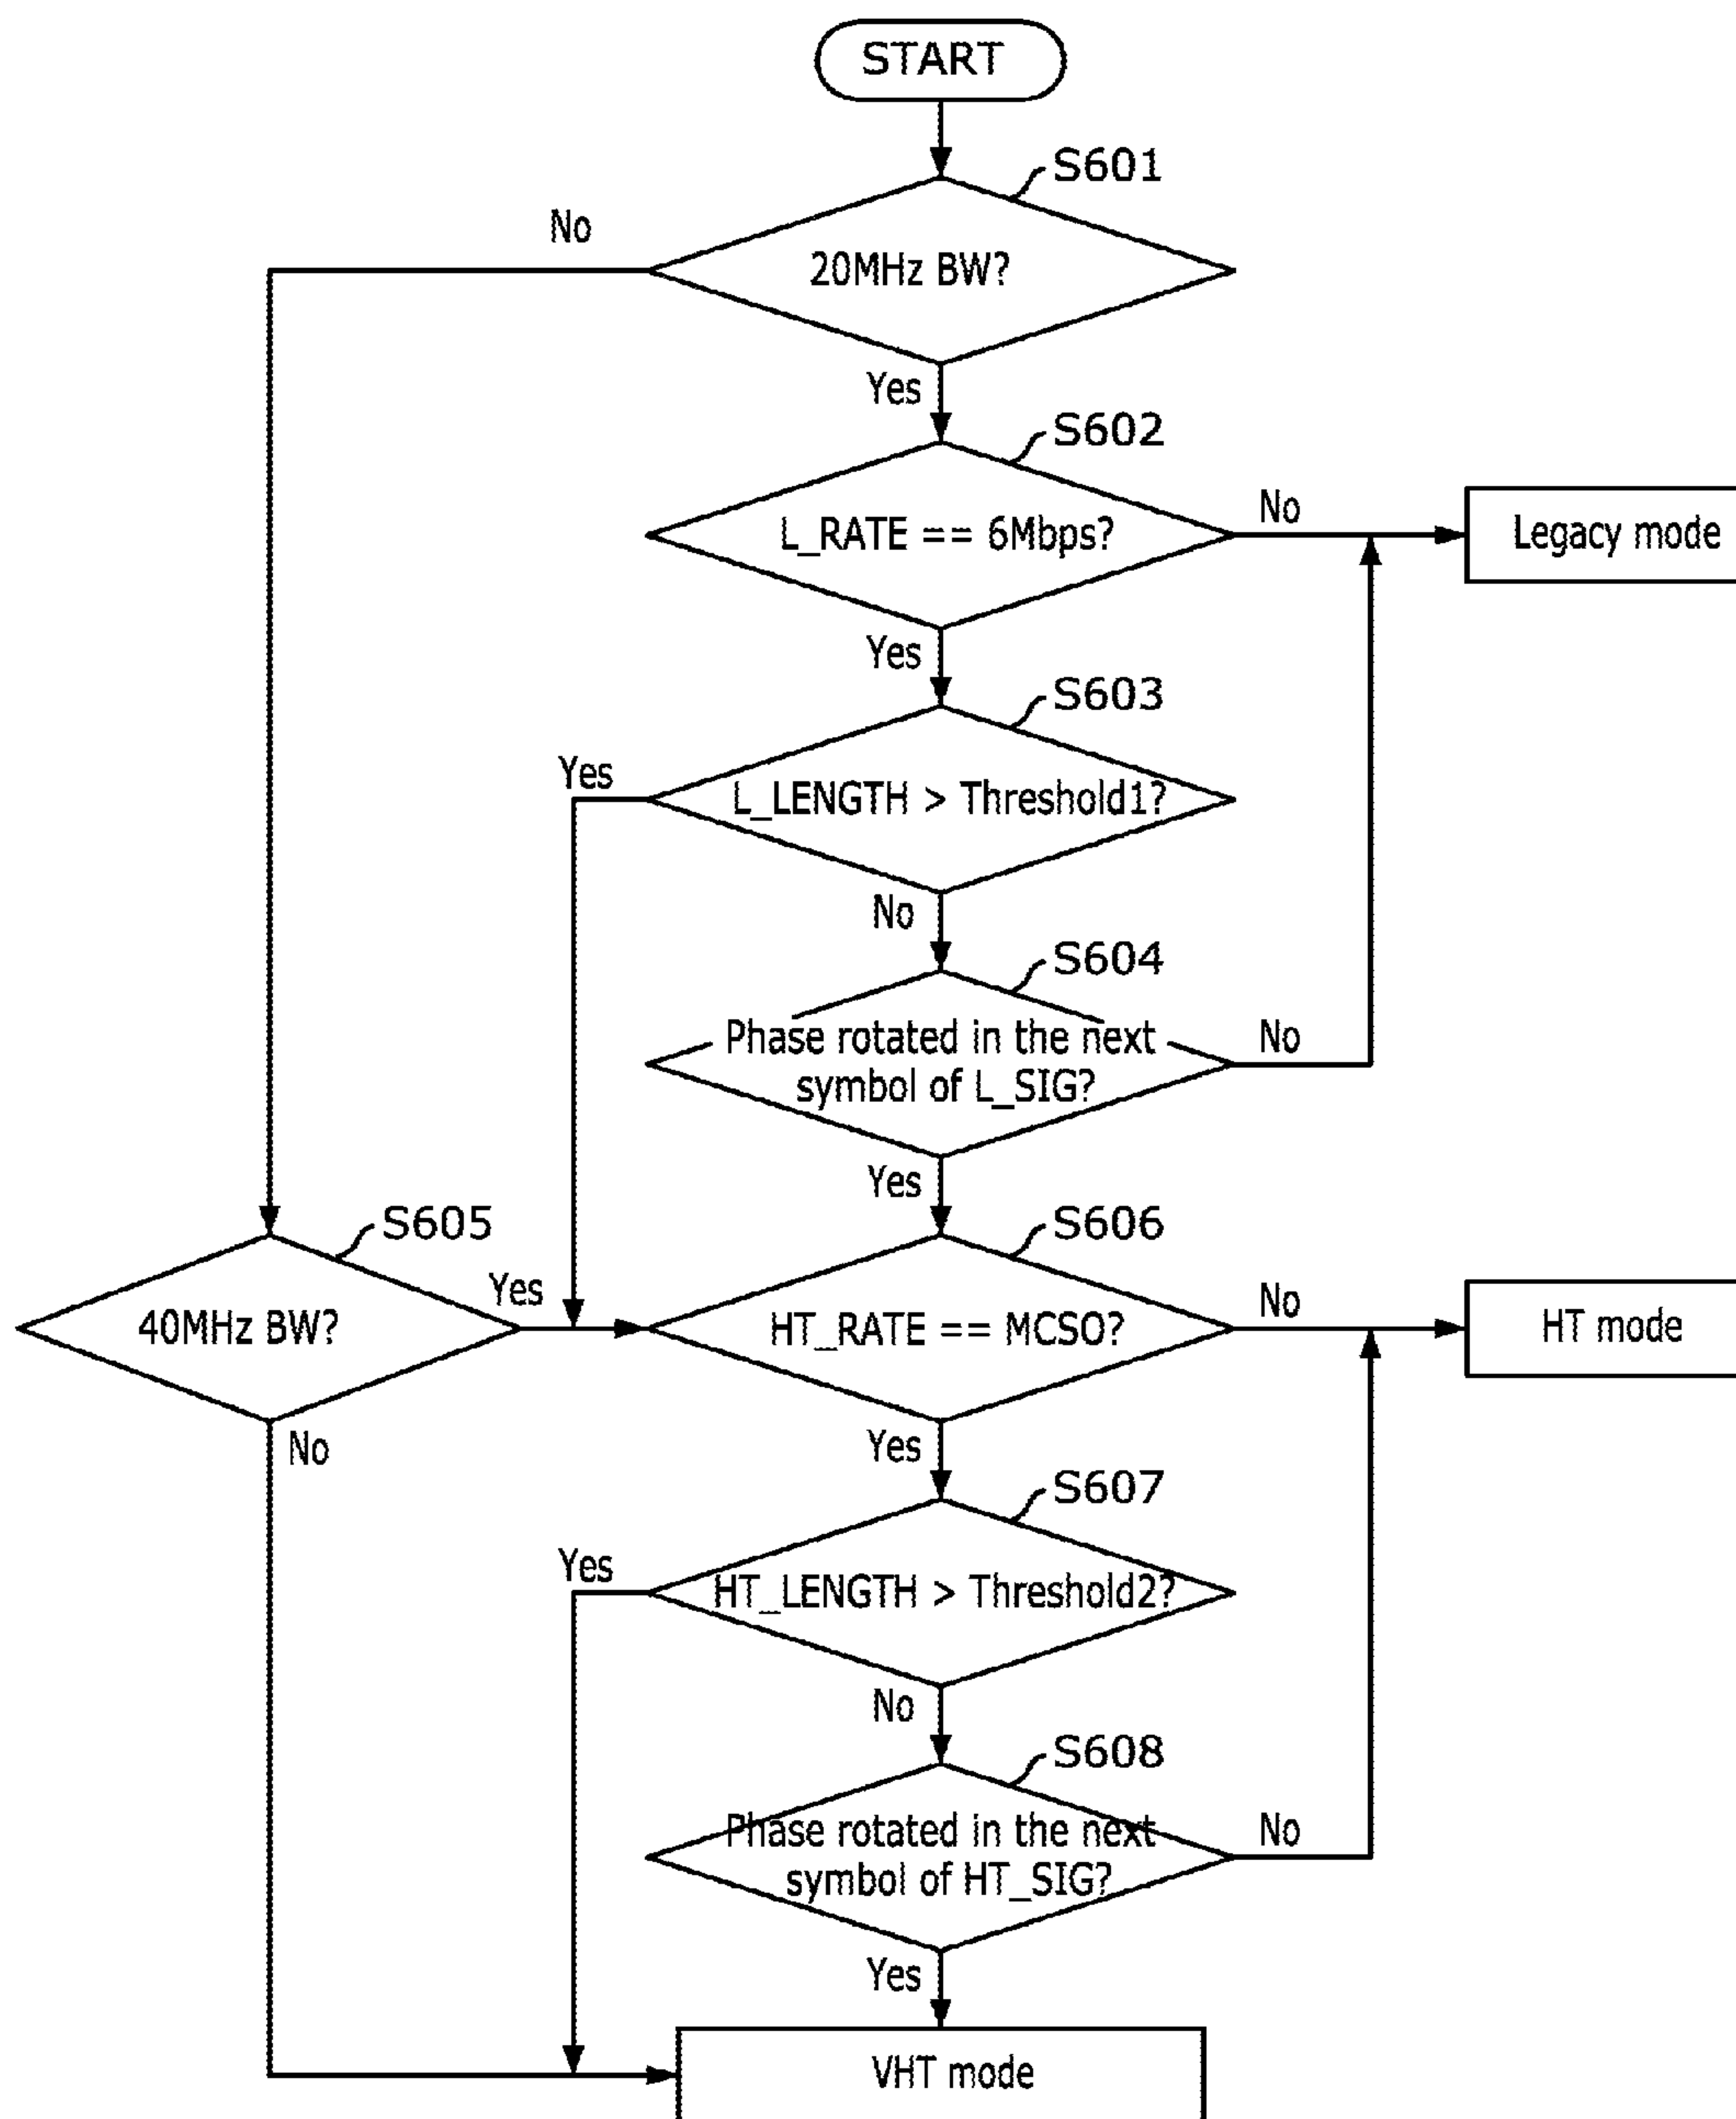 START
S601
No
20MHz BW?
Yes
S602
L_RATE == 6Mbps?
No
Legacy mode
Yes
S603
Yes
L_LENGTH > Threshold1?
No
S604
Phase rotated in the next
symbol of L_SIG?
No
Yes
S605
S606
40MHz BW?
Yes
HT_RATE == MCSO?
No
HT mode
No
Yes
S607
Yes
HT_LENGTH > Threshold2?
No
S608
Phase rotated in the next
symbol of HT_SIG?
No
Yes
VHT mode